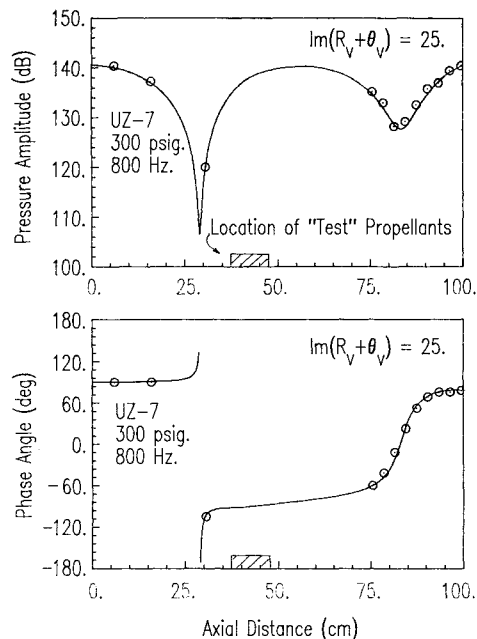 Im(R_V+θ_V) = 25.
140.
130.
120.
110.
100.
Pressure Amplitude (dB)
UZ-7
300 psig.
800 Hz.
Location of "Test" Propellants
0. 25. 50. 75. 100.
180.
120.
60.
0.
-60.
-120.
-180.
Phase Angle (deg)
Im(R_V+θ_V) = 25.
UZ-7
300 psig.
800 Hz.
0. 25. 50. 75. 100.
Axial Distance (cm)